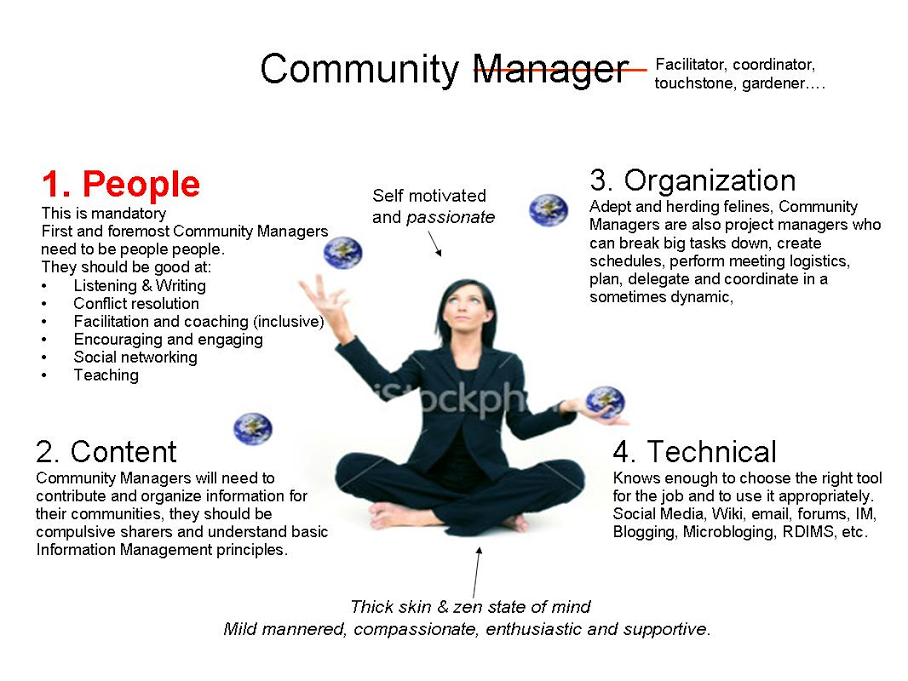 Community Manager
Facilitator, coordinator,
touchstone, gardener….
1. People
This is mandatory
First and foremost Community Managers
need to be people people.
They should be good at:
• Listening & Writing
• Conflict resolution
• Facilitation and coaching (inclusive)
• Encouraging and engaging
• Social networking
• Teaching
Self motivated
and passionate
3. Organization
Adept and herding felines, Community
Managers are also project managers who
can break big tasks down, create
schedules, perform meeting logistics,
plan, delegate and coordinate in a
sometimes dynamic,
2. Content
Community Managers will need to
contribute and organize information for
their communities, they should be
compulsive sharers and understand basic
Information Management principles.
4. Technical
Knows enough to choose the right tool
for the job and to use it appropriately.
Social Media, Wiki, email, forums, IM,
Blogging, Microbloging, RDIMS, etc.
Thick skin & zen state of mind
Mild mannered, compassionate, enthusiastic and supportive.